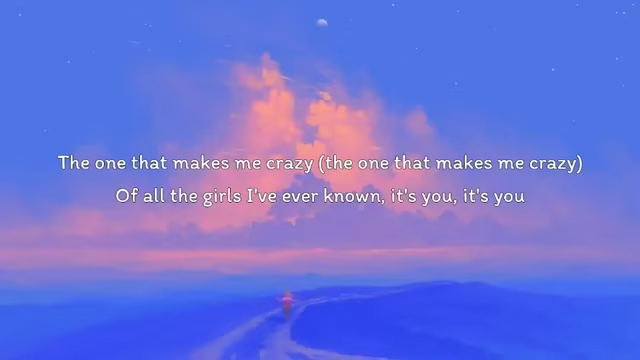 The one that makes me crazy (the one that makes me crazy)
Of all the girls I've ever known, it's you, it's you